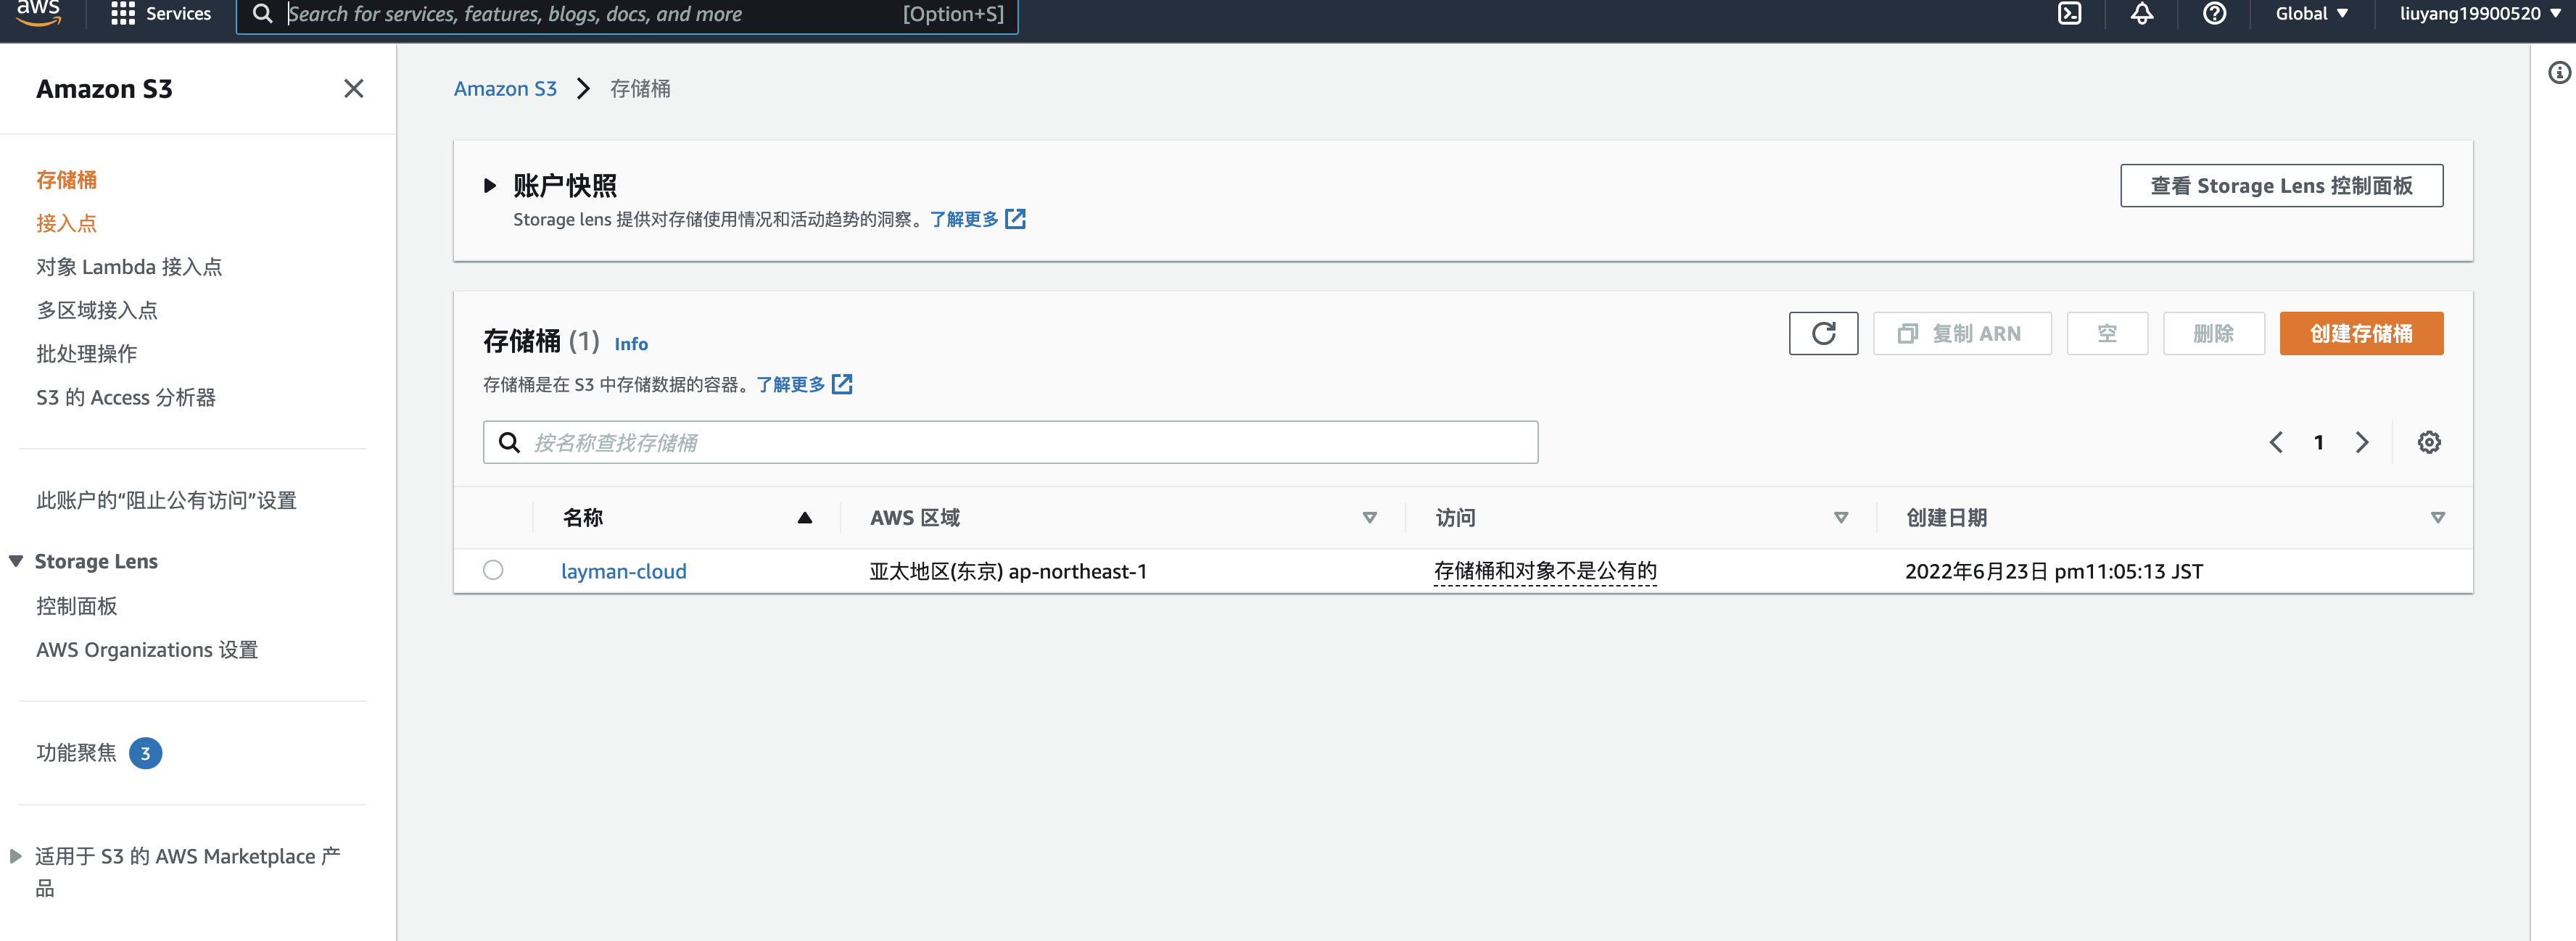 aws
Services
Search for services, features, blogs, docs, and more
[Option+S]
Global
liuyang19900520
Amazon S3
存储桶
接入点
对象 Lambda 接入点
多区域接入点
批处理操作
S3 的 Access 分析器
此账户的“阻止公有访问”设置
Storage Lens
控制面板
AWS Organizations 设置
功能聚焦 3
适用于 S3 的 AWS Marketplace 产
品
Amazon S3 存储桶
账户快照
Storage lens 提供对存储使用情况和活动趋势的洞察。了解更多
查看 Storage Lens 控制面板
存储桶 (1) Info
存储桶是在 S3 中存储数据的容器。了解更多
复制 ARN
空
删除
创建存储桶
按名称查找存储桶
1
名称 AWS 区域 访问 创建日期
layman-cloud 亚太地区(东京) ap-northeast-1 存储桶和对象不是公有的 2022年6月23日 pm11:05:13 JST